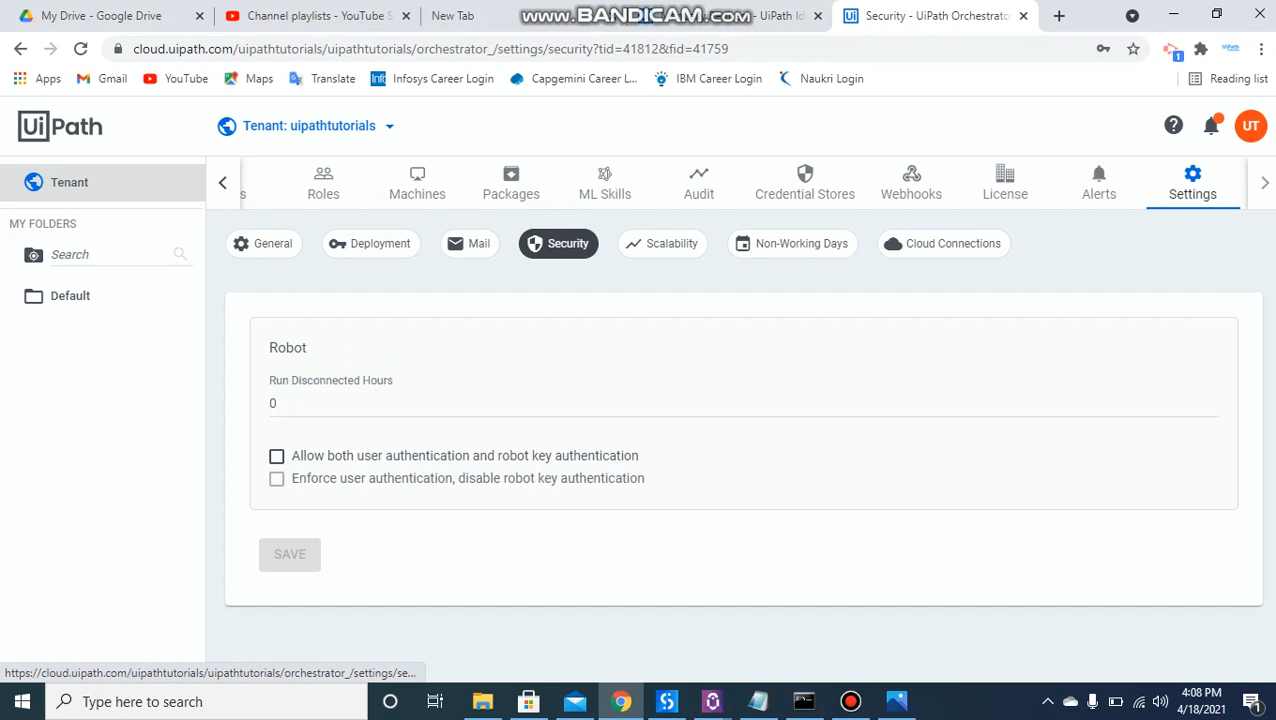 My Drive - Google Drive
Channel playlists - YouTube S
New Tab
www.BANDICAM.com
- UiPath Id
Security - UiPath Orchestrato
cloud.uipath.com/uipathtutorials/uipathtutorials/orchestrator_/settings/security?tid=41812&fid=41759
1
Apps
Gmail
YouTube
Maps
Translate
Infosys Career Login
Capgemini Career L...
IBM Career Login
Naukri Login
Reading list
UiPath
Tenant: uipathtutorials
UT
Tenant
s
Roles
Machines
Packages
ML Skills
Audit
Credential Stores
Webhooks
License
Alerts
Settings
MY FOLDERS
Search
Default
General
Deployment
Mail
Security
Scalability
Non-Working Days
Cloud Connections
Robot
Run Disconnected Hours
0
Allow both user authentication and robot key authentication
Enforce user authentication, disable robot key authentication
SAVE
https://cloud.uipath.com/uipathtutorials/uipathtutorials/orchestrator_/settings/se...
Type here to search
4:08 PM
4/18/2021
1